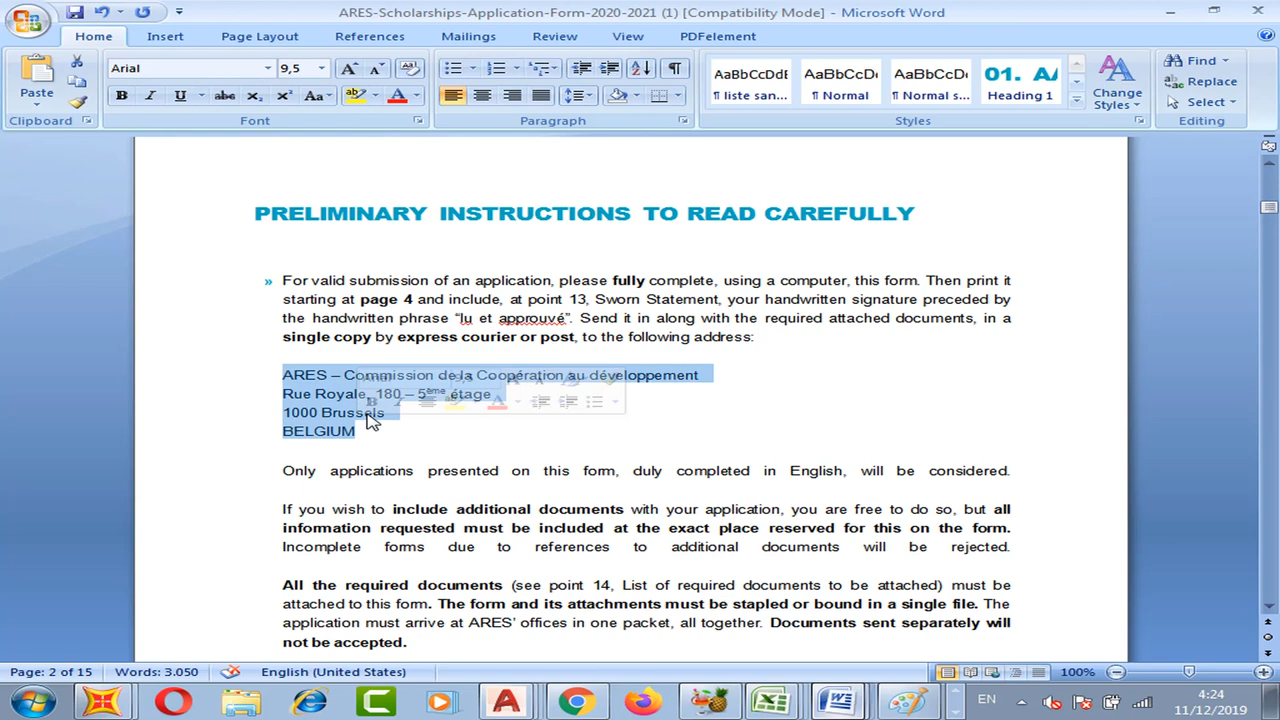 ARES-Scholarships-Application-Form-2020-2021 (1) [Compatibility Mode] - Microsoft Word
Home Insert Page Layout References Mailings Review View PDFelement
Arial 9,5
Find
Replace
Select
Paste
B I U abc X₂ X² Aa A
AaBbCcDdE AaBbCcDc AaBbCcDc 01. AA
¶ liste san... ¶ Normal ¶ Normal s... Heading 1
Change Styles
Clipboard Font Paragraph Styles Editing
PRELIMINARY INSTRUCTIONS TO READ CAREFULLY
» For valid submission of an application, please fully complete, using a computer, this form. Then print it
starting at page 4 and include, at point 13, Sworn Statement, your handwritten signature preceded by
the handwritten phrase “lu et approuvé”. Send it in along with the required attached documents, in a
single copy by express courier or post, to the following address:
ARES – Commission de la Coopération au développement
Rue Royale, 180 – 5ème étage
1000 Brussels
BELGIUM
Only applications presented on this form, duly completed in English, will be considered.
If you wish to include additional documents with your application, you are free to do so, but all
information requested must be included at the exact place reserved for this on the form.
Incomplete forms due to references to additional documents will be rejected.
All the required documents (see point 14, List of required documents to be attached) must be
attached to this form. The form and its attachments must be stapled or bound in a single file. The
application must arrive at ARES’ offices in one packet, all together. Documents sent separately will
not be accepted.
Page: 2 of 15 Words: 3.050 English (United States) 100%
EN 4:24
11/12/2019